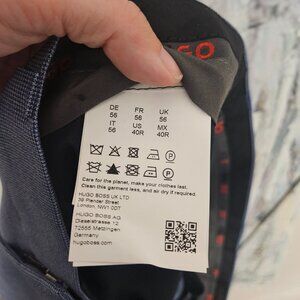 UGO
DE FR UK
56 56 56
IT US MX
56 40R 40R
Care for the planet, make your clothes last.
Clean this garment less, and air dry if required.
HUGO BOSS UK LTD
39 Plender Street
London, NW1 0DT
HUGO BOSS AG
Dieselstrasse 12
72555 Metzingen
Germany
hugoboss.com